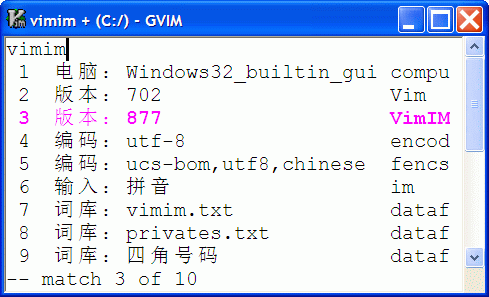 vimim + (C:/) - GVIM
vimim
1 电脑：Windows32_builtin_gui compu
2 版本：702 Vim
3 版本：877 VimIM
4 编码：utf-8 encod
5 编码：ucs-bom,utf8,chinese fencs
6 输入：拼音 im
7 词库：vimim.txt dataf
8 词库：privates.txt dataf
9 词库：四角号码 dataf
-- match 3 of 10